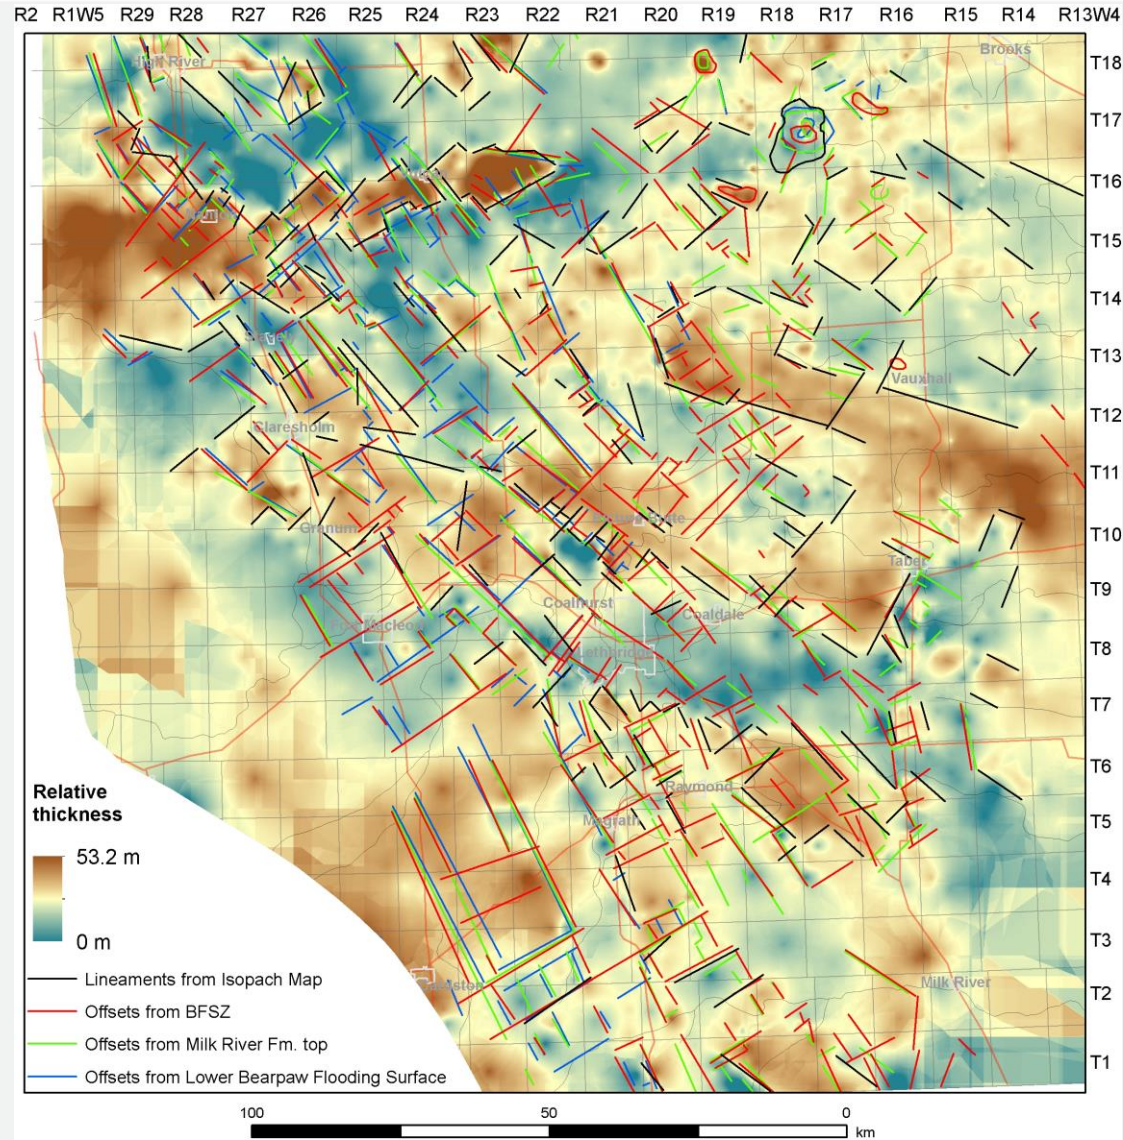 R2 R1W5 R29 R28 R27 R26 R25 R24 R23 R22 R21 R20 R19 R18 R17 R16 R15 R14 R13W4
Brooks
T18
High River
T17
T16
T15
T14
T13
Vauxhall
T12
Claresholm
T11
Granum
T10
Taber
T9
Coalhurst
Coaldale
Fort Macleod
T8
Lethbridge
T7
T6
Raymond
Relative
thickness
Magrath
T5
53.2 m
T4
0 m
T3
Lineaments from Isopach Map
Milk River
T2
Offsets from BFSZ
Offsets from Milk River Fm. top
T1
Offsets from Lower Bearpaw Flooding Surface
100 50 0
km